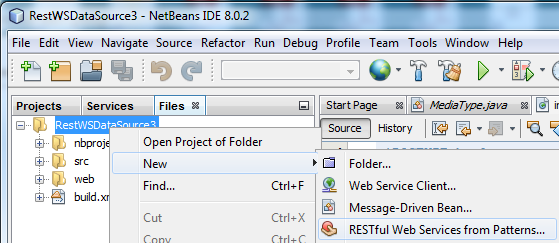 RestWSDataSource3 - NetBeans IDE 8.0.2
File Edit View Navigate Source Refactor Run Debug Profile Team Tools Window
Projects Services Files Start Page MediaType.java
Source History
RestWSDataSource3
nbproje
src
web
build.xm
Open Project of Folder
New
Find... Ctrl+F
Cut Ctrl+X
Copy Ctrl+C
Folder...
Web Service Client...
Message-Driven Bean...
RESTful Web Services from Patterns...